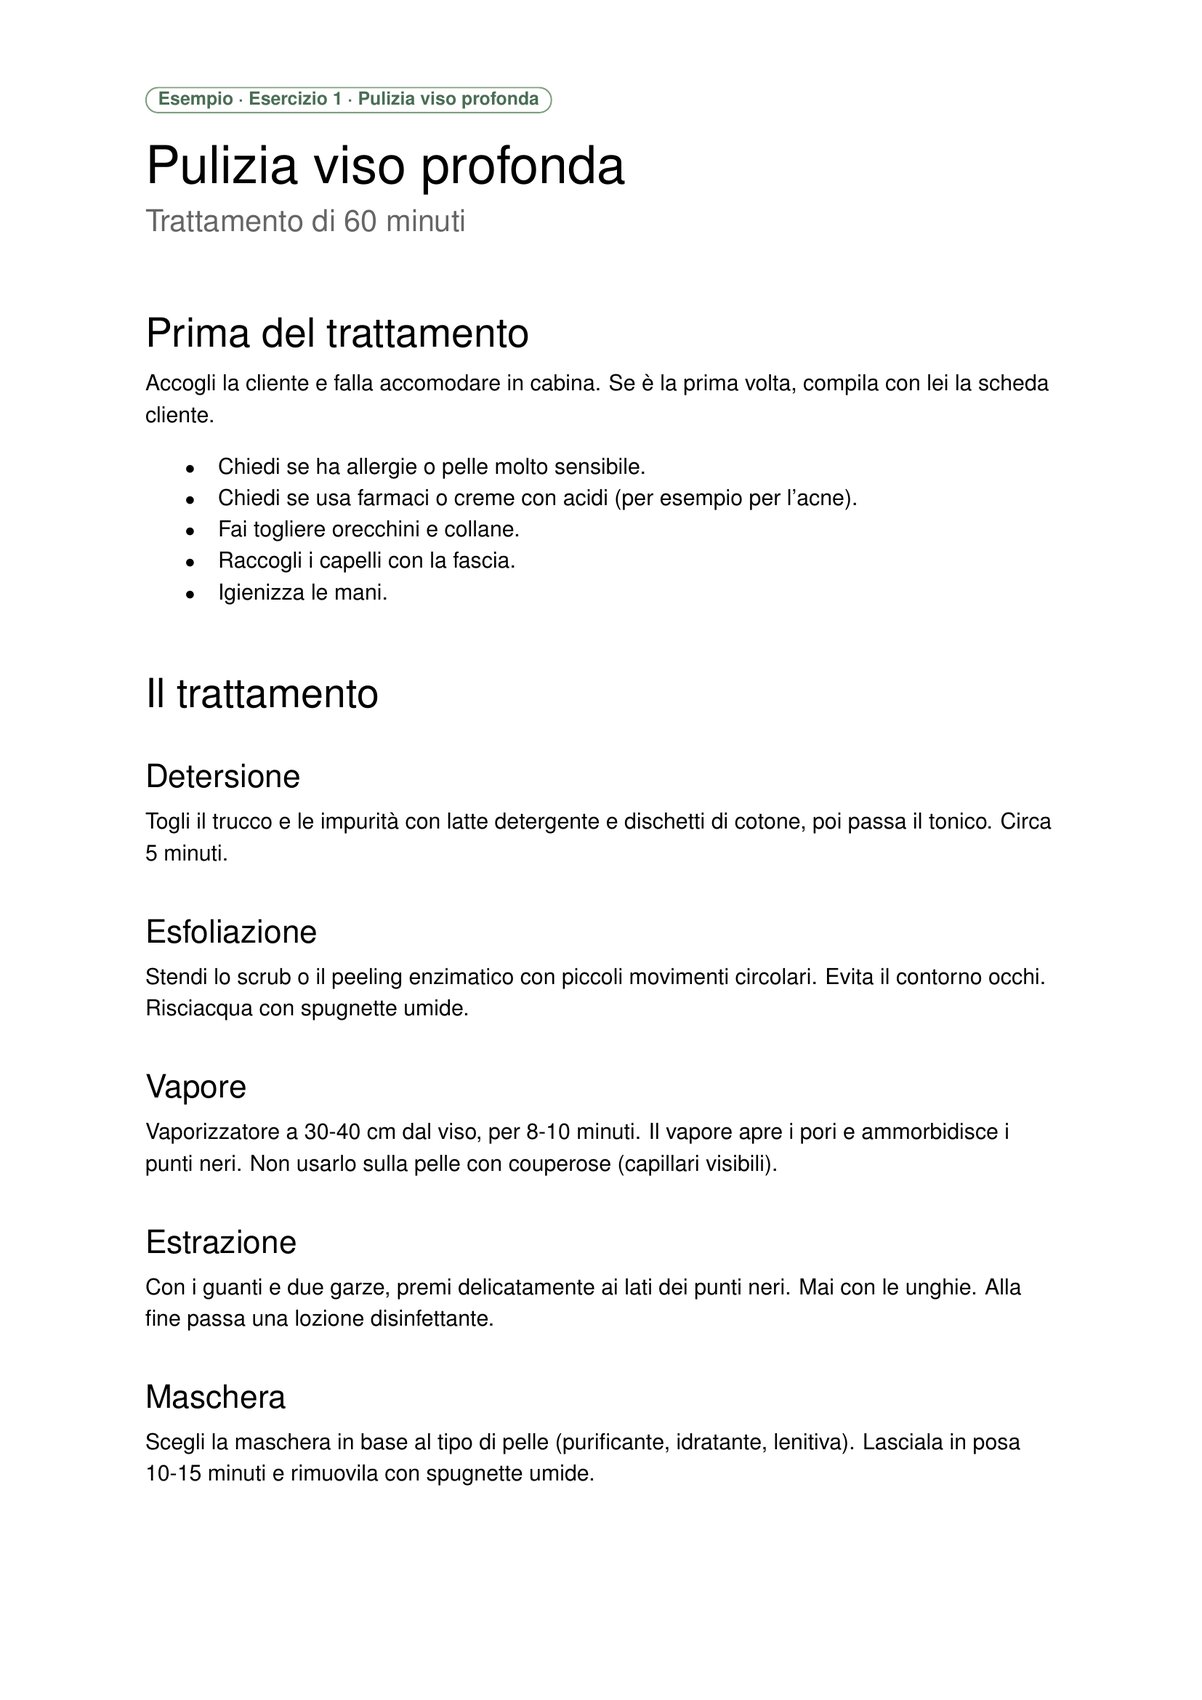 Esempio · Esercizio 1 · Pulizia viso profonda
Pulizia viso profonda
Trattamento di 60 minuti
Prima del trattamento
Accogli la cliente e falla accomodare in cabina. Se è la prima volta, compila con lei la scheda
cliente.
• Chiedi se ha allergie o pelle molto sensibile.
• Chiedi se usa farmaci o creme con acidi (per esempio per l’acne).
• Fai togliere orecchini e collane.
• Raccogli i capelli con la fascia.
• Igienizza le mani.
Il trattamento
Detersione
Togli il trucco e le impurità con latte detergente e dischetti di cotone, poi passa il tonico. Circa
5 minuti.
Esfoliazione
Stendi lo scrub o il peeling enzimatico con piccoli movimenti circolari. Evita il contorno occhi.
Risciacqua con spugnette umide.
Vapore
Vaporizzatore a 30-40 cm dal viso, per 8-10 minuti. Il vapore apre i pori e ammorbidisce i
punti neri. Non usarlo sulla pelle con couperose (capillari visibili).
Estrazione
Con i guanti e due garze, premi delicatamente ai lati dei punti neri. Mai con le unghie. Alla
fine passa una lozione disinfettante.
Maschera
Scegli la maschera in base al tipo di pelle (purificante, idratante, lenitiva). Lasciala in posa
10-15 minuti e rimuovila con spugnette umide.